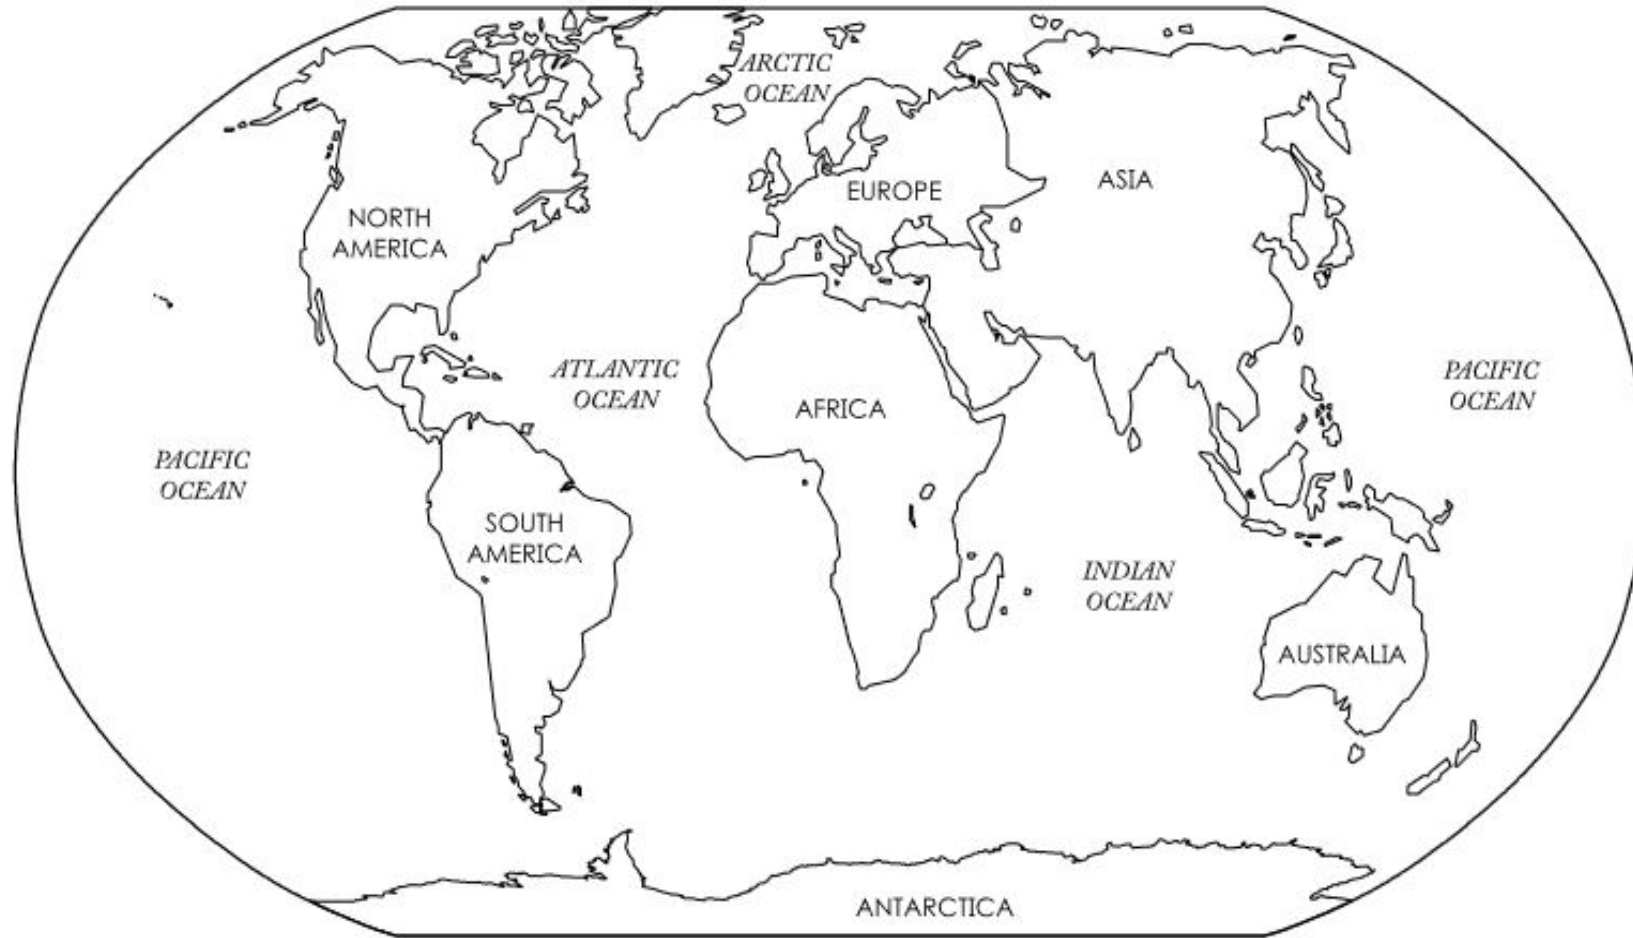 ARCTIC
OCEAN
ASIA
EUROPE
NORTH
AMERICA
ATLANTIC
OCEAN
PACIFIC
OCEAN
AFRICA
PACIFIC
OCEAN
SOUTH
AMERICA
INDIAN
OCEAN
AUSTRALIA
ANTARCTICA